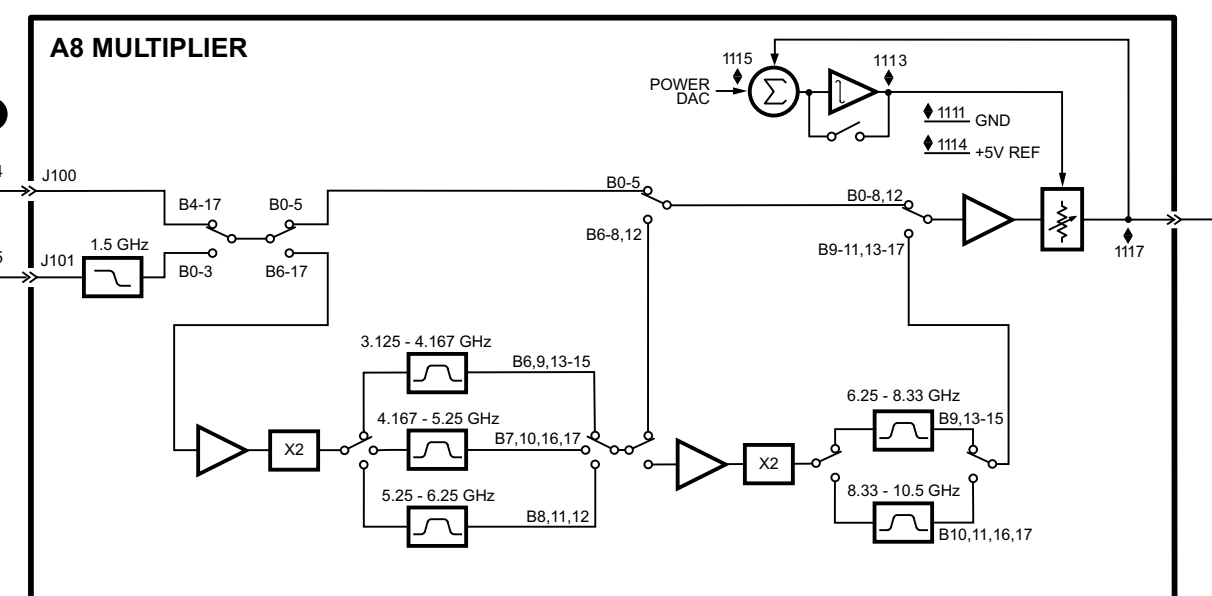 A8 MULTIPLIER
1115
1113
POWER
DAC
Σ
1111 GND
1114 +5V REF
J100
B4-17
B0-5
B0-5
B0-8,12
B6-8,12
B9-11,13-17
1117
1.5 GHz
J101
B0-3
B6-17
3.125 - 4.167 GHz
B6,9,13-15
6.25 - 8.33 GHz
B9,13-15
4.167 - 5.25 GHz
B7,10,16,17
X2
X2
5.25 - 6.25 GHz
B8,11,12
8.33 - 10.5 GHz
B10,11,16,17